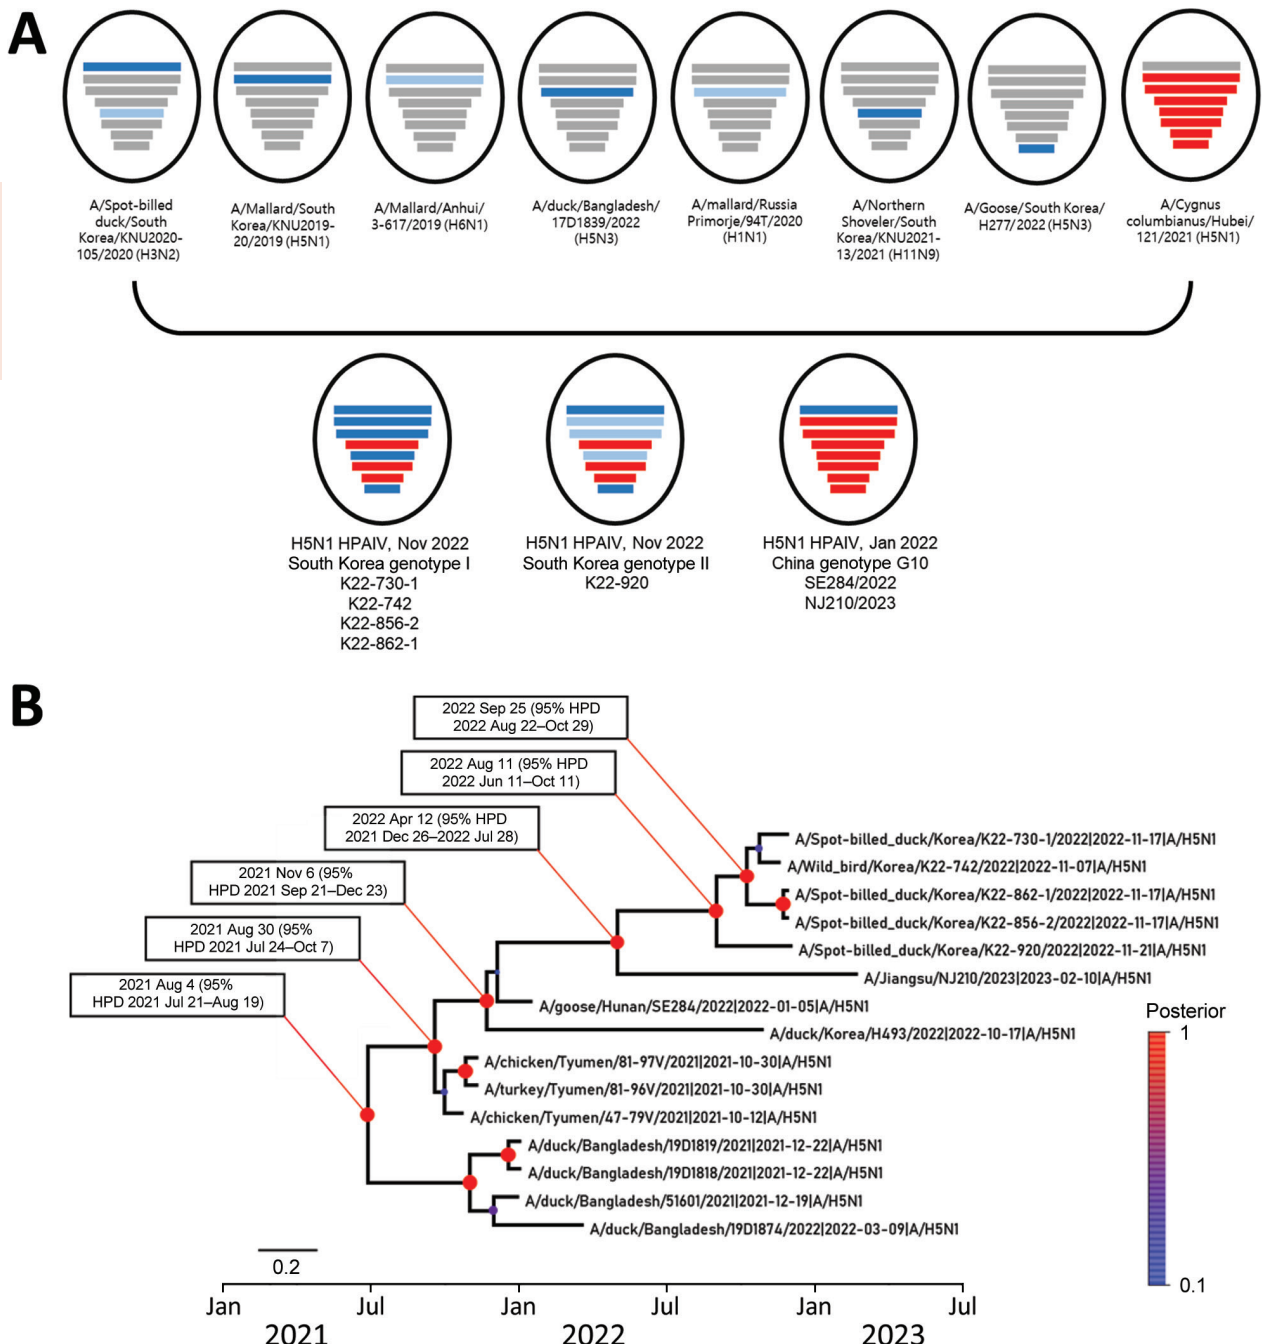 A
A/Spot-billed
duck/South
Korea/KNU2020-
105/2020 (H3N2)
A/Mallard/South
Korea/KNU2019-
20/2019 (H5N1)
A/Mallard/Anhui/
3-617/2019 (H6N1)
A/duck/Bangladesh/
17D1839/2022
(H5N3)
A/mallard/Russia
Primorje/94T/2020
(H1N1)
A/Northern
Shoveler/South
Korea/KNU2021-
13/2021 (H11N9)
A/Goose/South Korea/
H277/2022 (H5N3)
A/Cygnus
columbianus/Hubei/
121/2021 (H5N1)
H5N1 HPAIV, Nov 2022
South Korea genotype I
K22-730-1
K22-742
K22-856-2
K22-862-1
H5N1 HPAIV, Nov 2022
South Korea genotype II
K22-920
H5N1 HPAIV, Jan 2022
China genotype G10
SE284/2022
NJ210/2023
B
2022 Sep 25 (95% HPD
2022 Aug 22–Oct 29)
2022 Aug 11 (95% HPD
2022 Jun 11–Oct 11)
2022 Apr 12 (95% HPD
2021 Dec 26–2022 Jul 28)
2021 Nov 6 (95%
HPD 2021 Sep 21–Dec 23)
2021 Aug 30 (95%
HPD 2021 Jul 24–Oct 7)
2021 Aug 4 (95%
HPD 2021 Jul 21–Aug 19)
A/Spot-billed_duck/Korea/K22-730-1/2022|2022-11-17|A/H5N1
A/Wild_bird/Korea/K22-742/2022|2022-11-07|A/H5N1
A/Spot-billed_duck/Korea/K22-862-1/2022|2022-11-17|A/H5N1
A/Spot-billed_duck/Korea/K22-856-2/2022|2022-11-17|A/H5N1
A/Spot-billed_duck/Korea/K22-920/2022|2022-11-21|A/H5N1
A/Jiangsu/NJ210/2023|2023-02-10|A/H5N1
A/goose/Hunan/SE284/2022|2022-01-05|A/H5N1
A/duck/Korea/H493/2022|2022-10-17|A/H5N1
A/chicken/Tyumen/81-97V/2021|2021-10-30|A/H5N1
A/turkey/Tyumen/81-96V/2021|2021-10-30|A/H5N1
A/chicken/Tyumen/47-79V/2021|2021-10-12|A/H5N1
A/duck/Bangladesh/19D1819/2021|2021-12-22|A/H5N1
A/duck/Bangladesh/19D1818/2021|2021-12-22|A/H5N1
A/duck/Bangladesh/51601/2021|2021-12-19|A/H5N1
A/duck/Bangladesh/19D1874/2022|2022-03-09|A/H5N1
Posterior
1
0.1
0.2
Jan Jul Jan Jul Jan Jul
2021 2022 2023